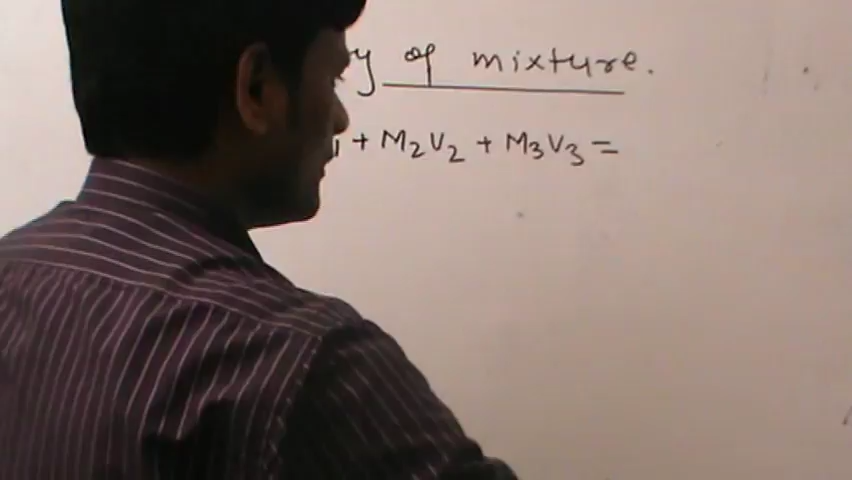 of mixture.
+ M₂V₂ + M₃V₃ =